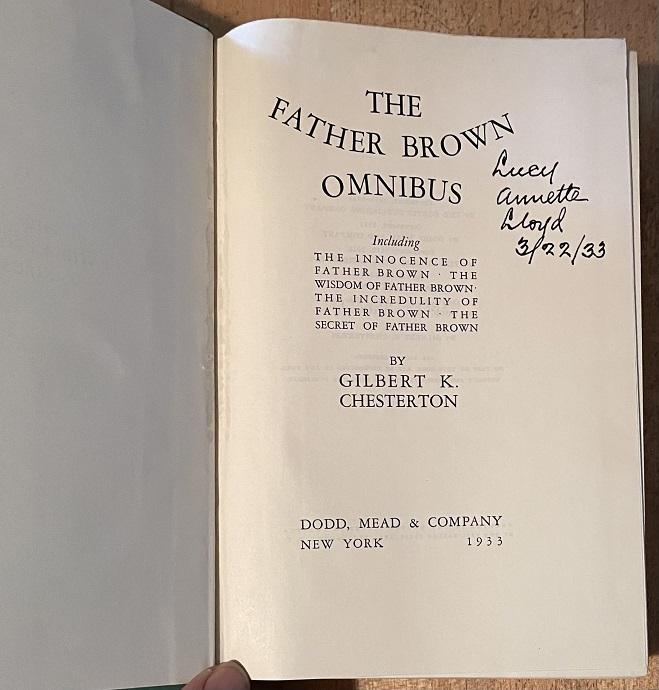 THE
FATHER BROWN
OMNIBUS
Lucy
Annette
Lloyd
3/22/33
Including
THE INNOCENCE OF
FATHER BROWN · THE
WISDOM OF FATHER BROWN ·
THE INCREDULITY OF
FATHER BROWN · THE
SECRET OF FATHER BROWN
BY
GILBERT K.
CHESTERTON
DODD, MEAD & COMPANY
NEW YORK 1933